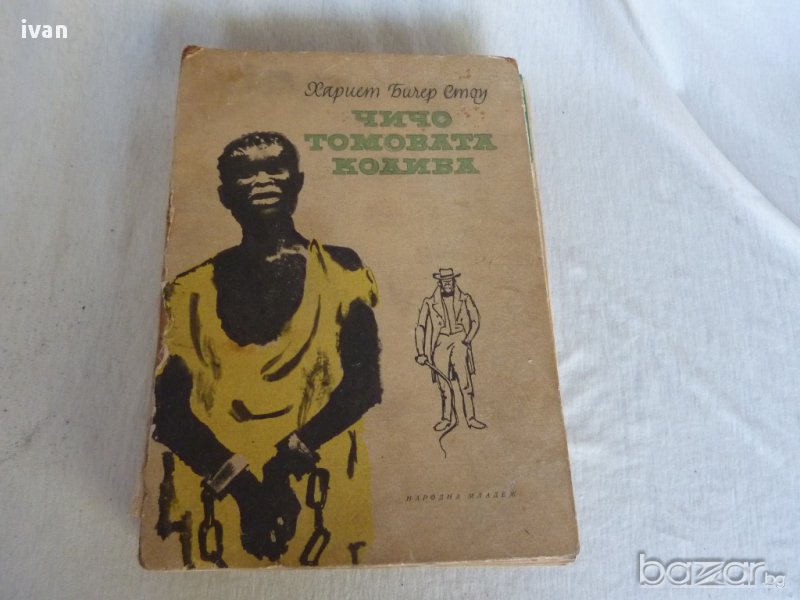 ivan
Хариет Бичер Стоу
ЧИЧО
ТОМОВАТА
КОЛИБА
НАРОДНА МЛАДЕЖ
bazar.bg